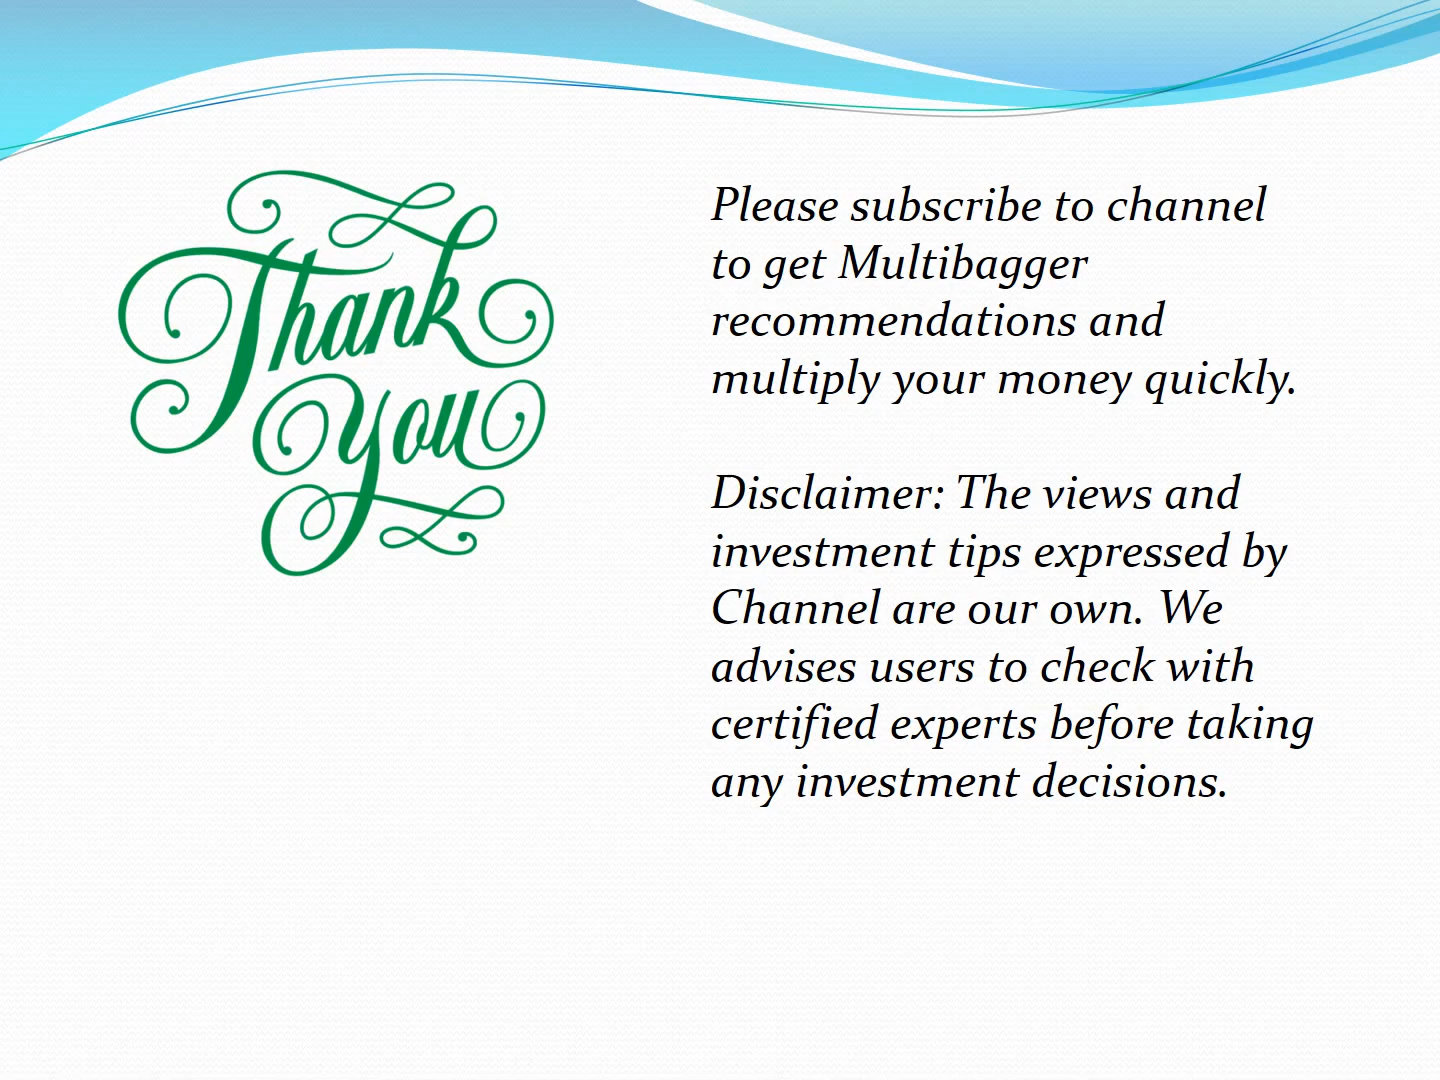 Thank
You
Please subscribe to channel
to get Multibagger
recommendations and
multiply your money quickly.
Disclaimer: The views and
investment tips expressed by
Channel are our own. We
advises users to check with
certified experts before taking
any investment decisions.